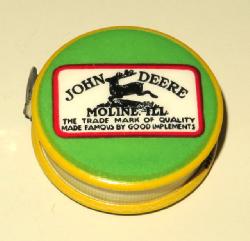 JOHN DEERE
MOLINE, ILL.
THE TRADE MARK OF QUALITY
MADE FAMOUS BY GOOD IMPLEMENTS